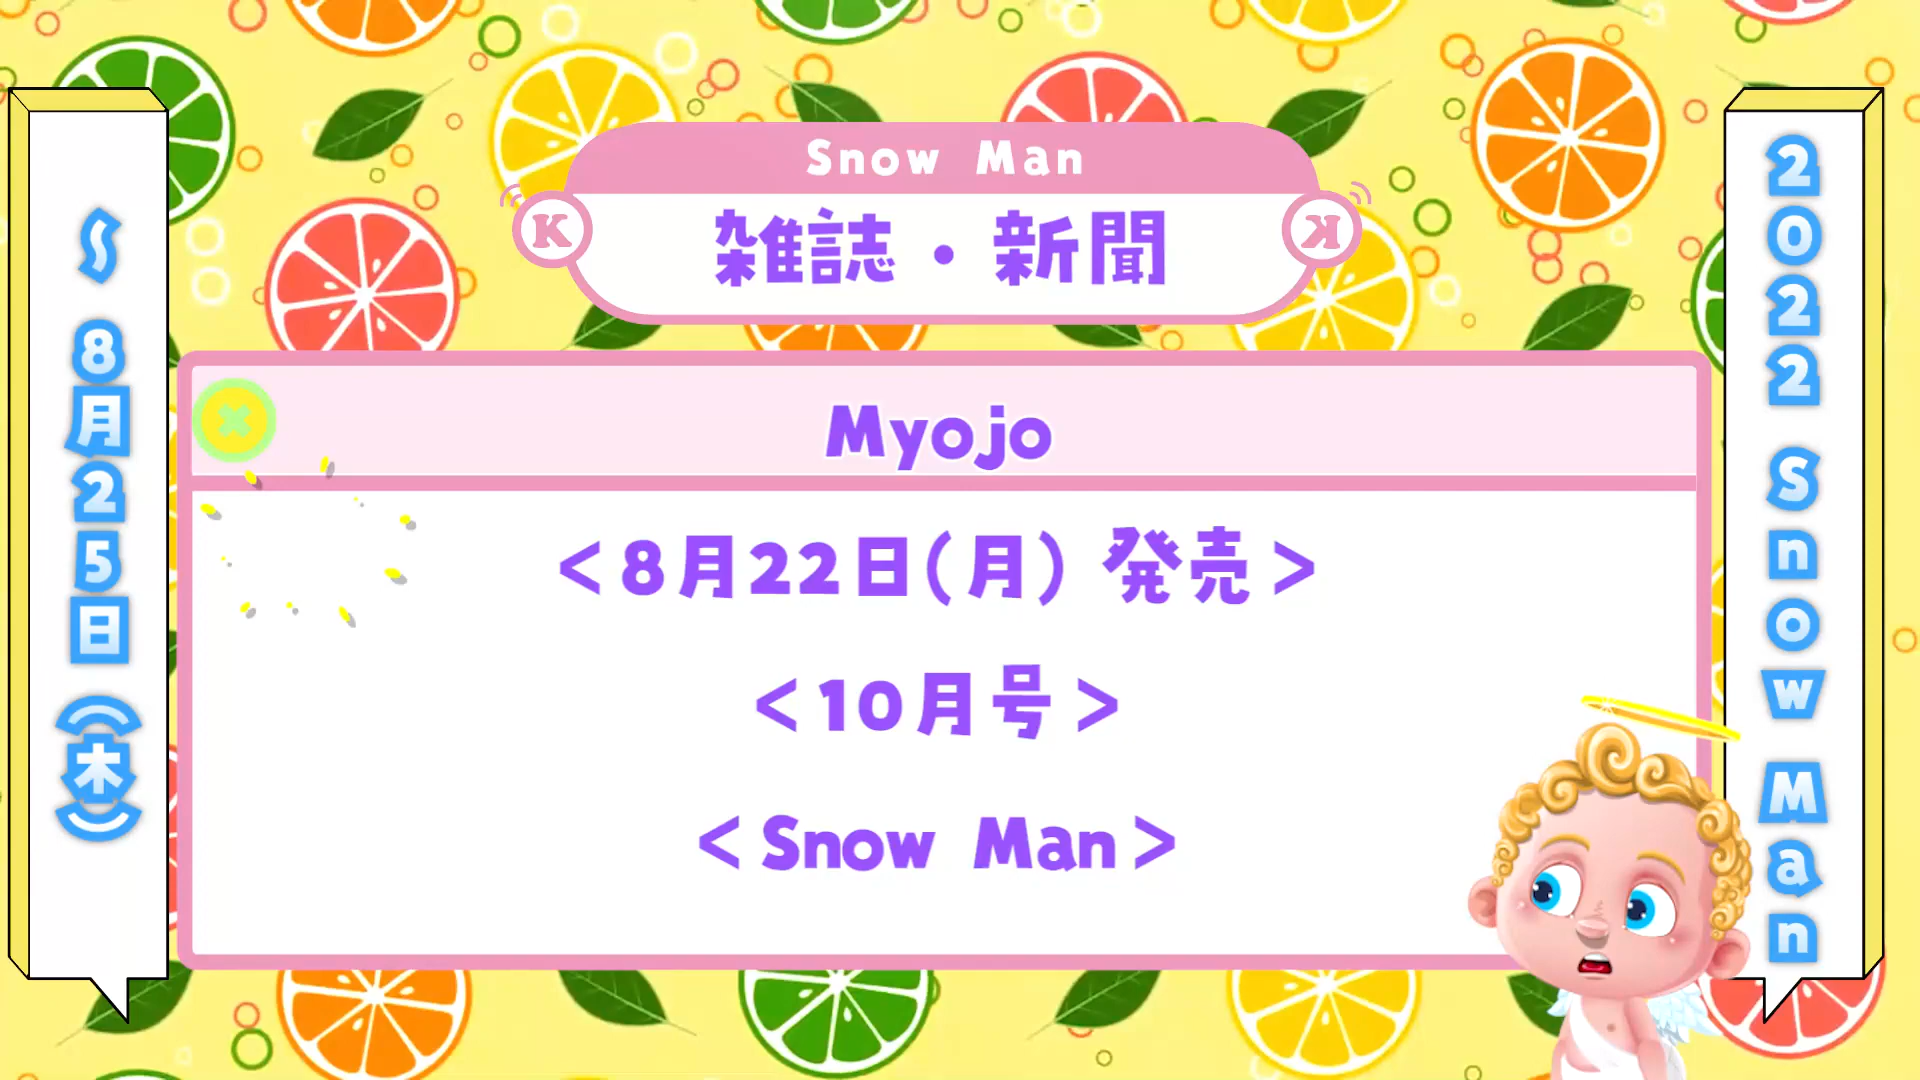 Snow Man
K
K
雑誌・新聞
Myojo
<8月22日(月) 発売>
<10月号>
<Snow Man>
2022 Snow Man
〜 8月25日 (木)